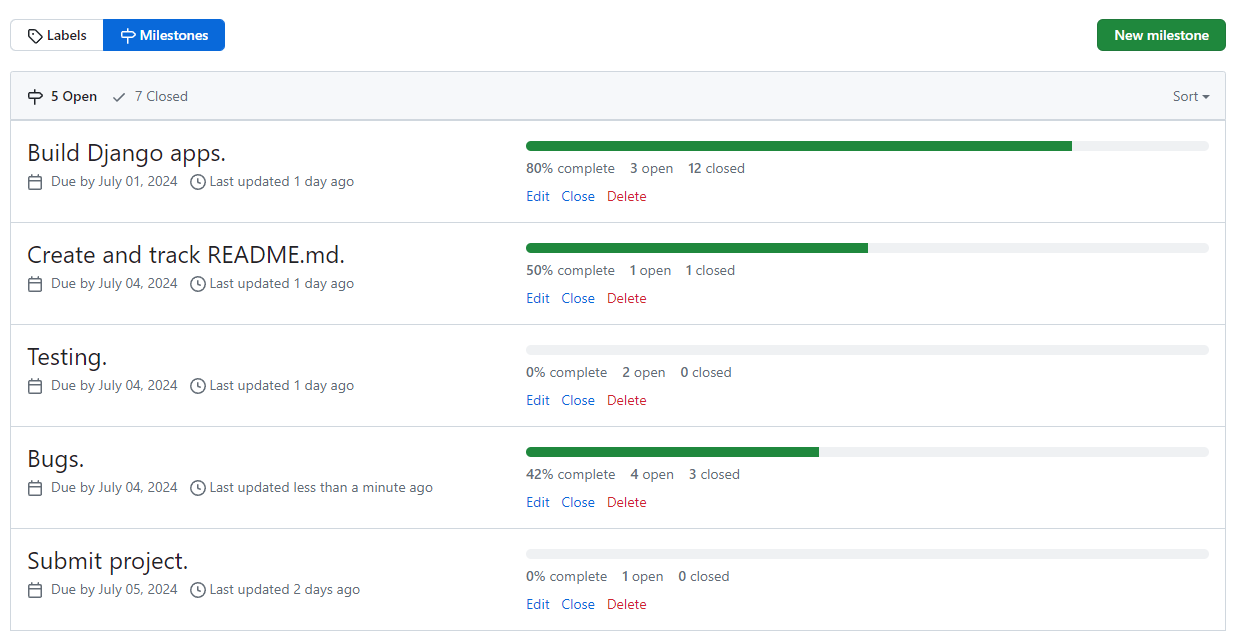 Labels Milestones New milestone
5 Open 7 Closed Sort
Build Django apps.
80% complete 3 open 12 closed
Due by July 01, 2024 Last updated 1 day ago
Edit Close Delete
Create and track README.md.
50% complete 1 open 1 closed
Due by July 04, 2024 Last updated 1 day ago
Edit Close Delete
Testing.
0% complete 2 open 0 closed
Due by July 04, 2024 Last updated 1 day ago
Edit Close Delete
Bugs.
42% complete 4 open 3 closed
Due by July 04, 2024 Last updated less than a minute ago
Edit Close Delete
Submit project.
0% complete 1 open 0 closed
Due by July 05, 2024 Last updated 2 days ago
Edit Close Delete